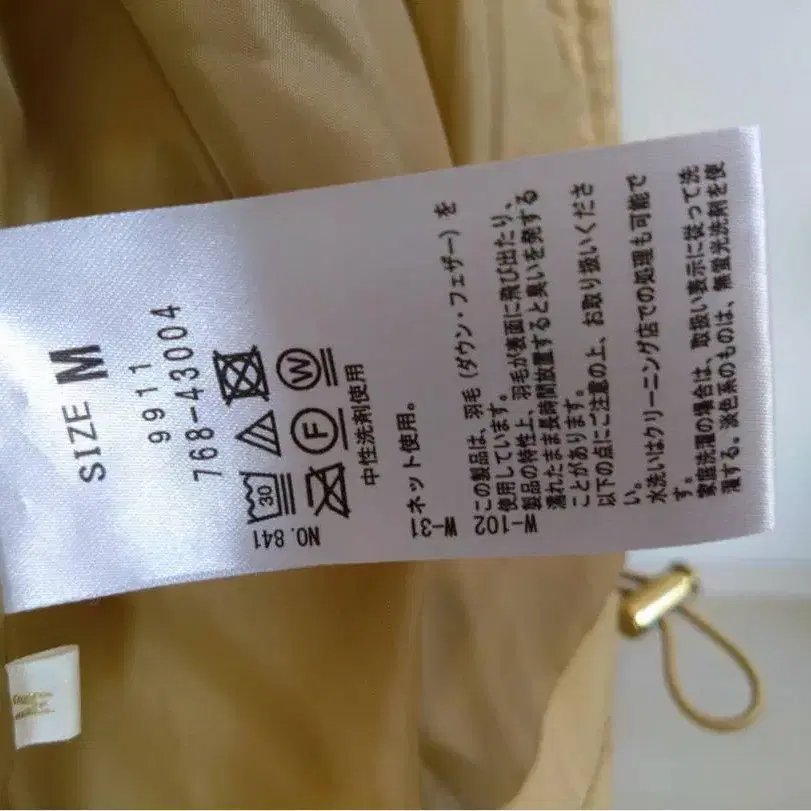 SIZE M
9911
768-43004
30
F W
NO. 841
中性洗剤使用
W-31
ネット使用。
W-102
この製品は、羽毛（ダウン・フェザー）を
使用しています。
製品の特性上、羽毛が表面に飛び出たり、
濡れたまま長時間放置すると臭いを発する
ことがあります。
以下の点にご注意の上、お取り扱いくださ
い。
水洗いはクリーニング店での処理も可能で
す。
家庭洗濯の場合は、取扱い表示に従って洗
濯する。淡色系のものは、無蛍光洗剤を使